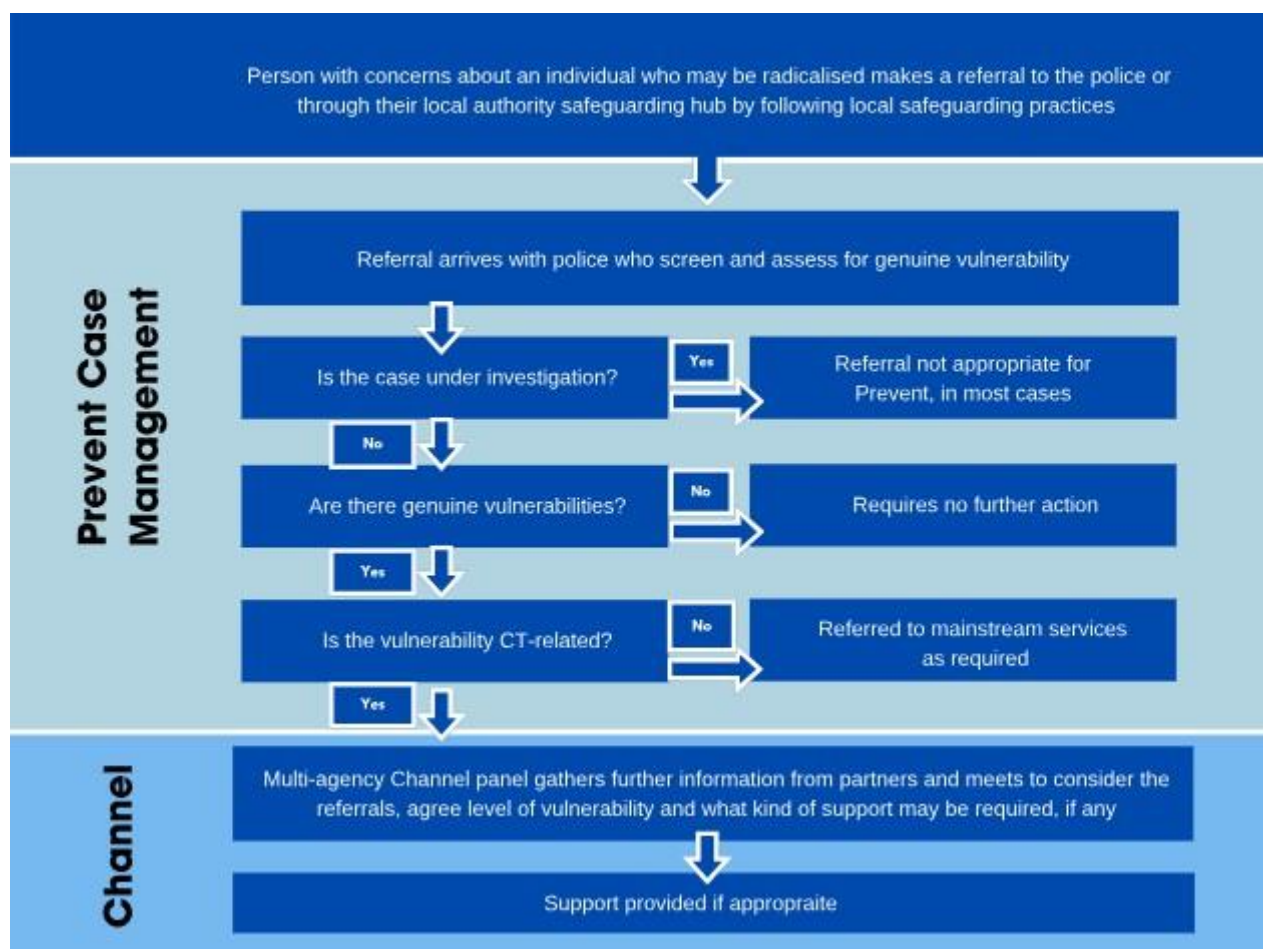 Person with concerns about an individual who may be radicalised makes a referral to the police or
through their local authority safeguarding hub by following local safeguarding practices
Prevent Case
Management
Referral arrives with police who screen and assess for genuine vulnerability
Is the case under investigation?
Yes
Referral not appropriate for
Prevent, in most cases
No
Are there genuine vulnerabilities?
No
Requires no further action
Yes
Is the vulnerability CT-related?
No
Referred to mainstream services
as required
Yes
Channel
Multi-agency Channel panel gathers further information from partners and meets to consider the
referrals, agree level of vulnerability and what kind of support may be required, if any
Support provided if appropraite